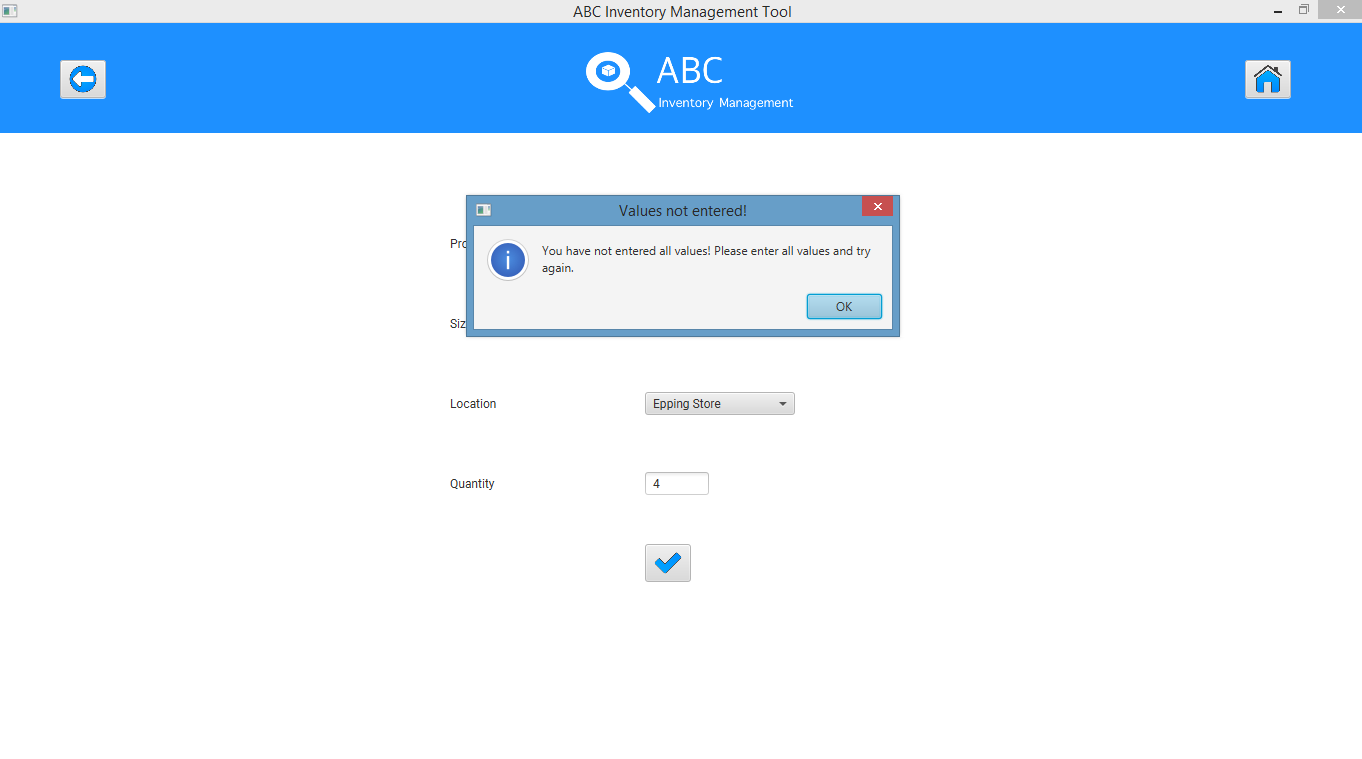 ABC Inventory Management Tool
ABC
Inventory Management
Values not entered!
You have not entered all values! Please enter all values and try
again.
OK
Pro
Siz
Location
Epping Store
Quantity
4